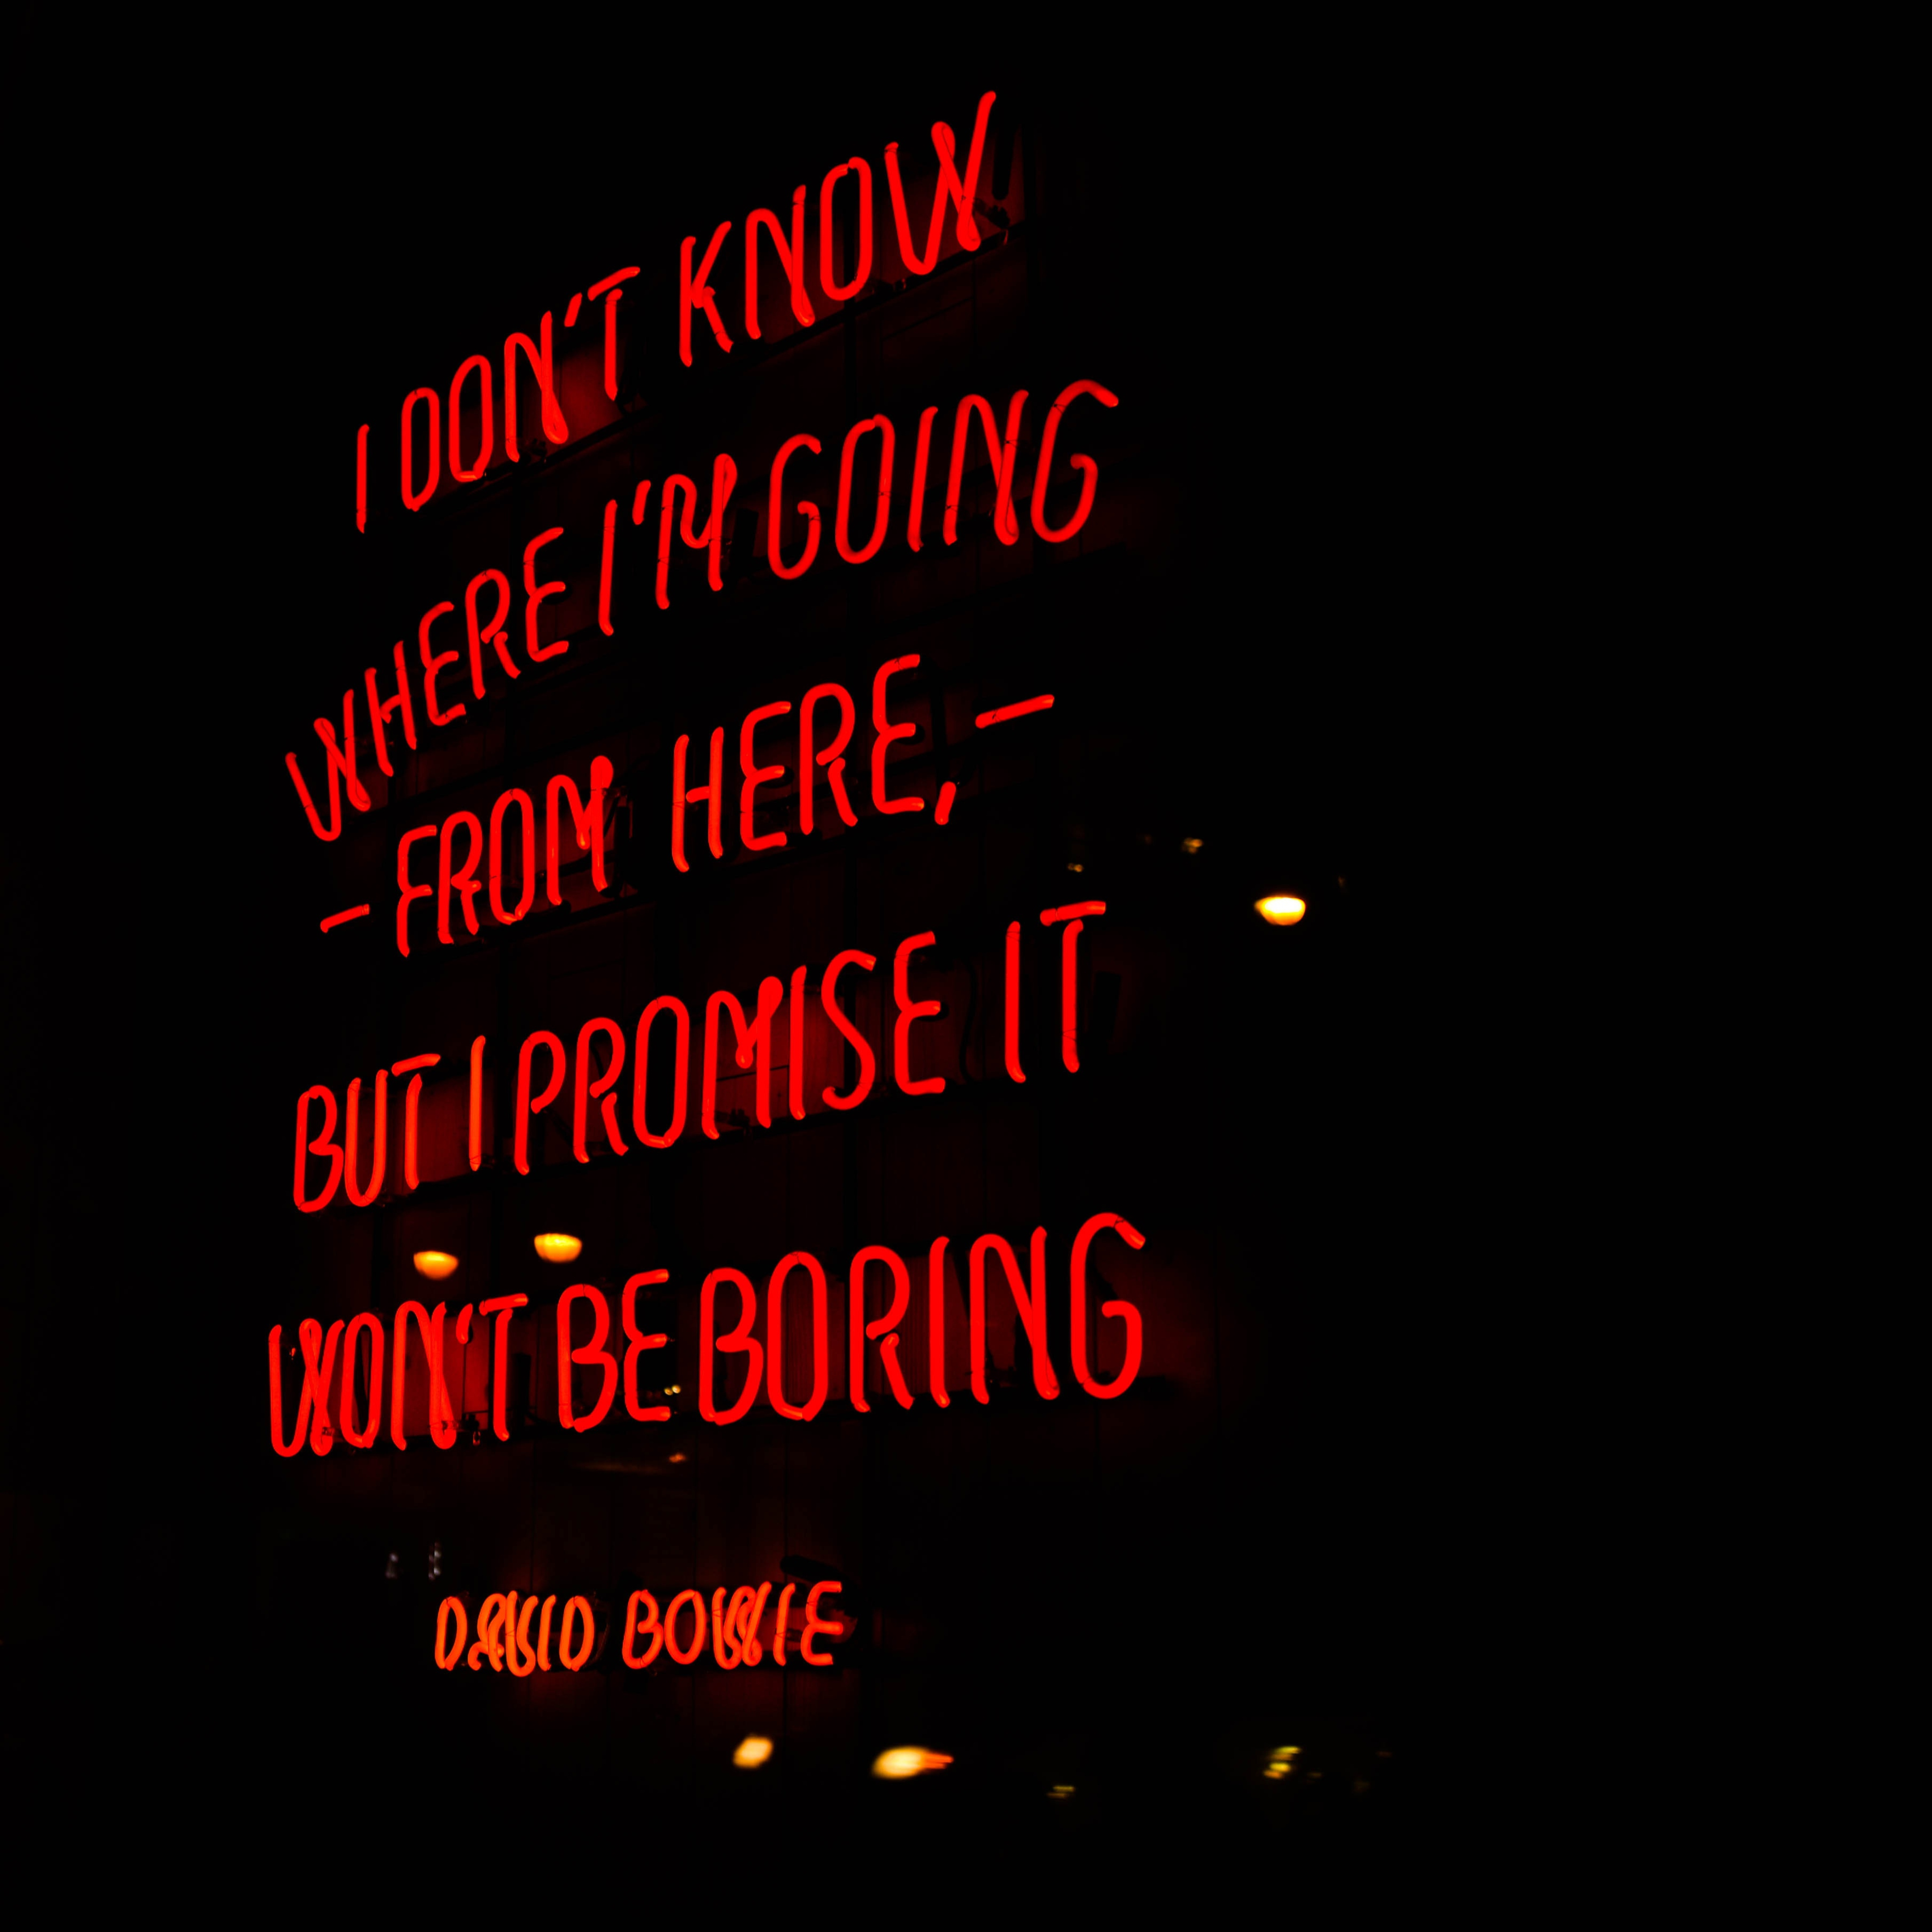 I DON'T KNOW
WHERE I'M GOING
- FROM HERE, -
BUT I PROMISE IT
WON'T BE BORING
DAVID BOWIE